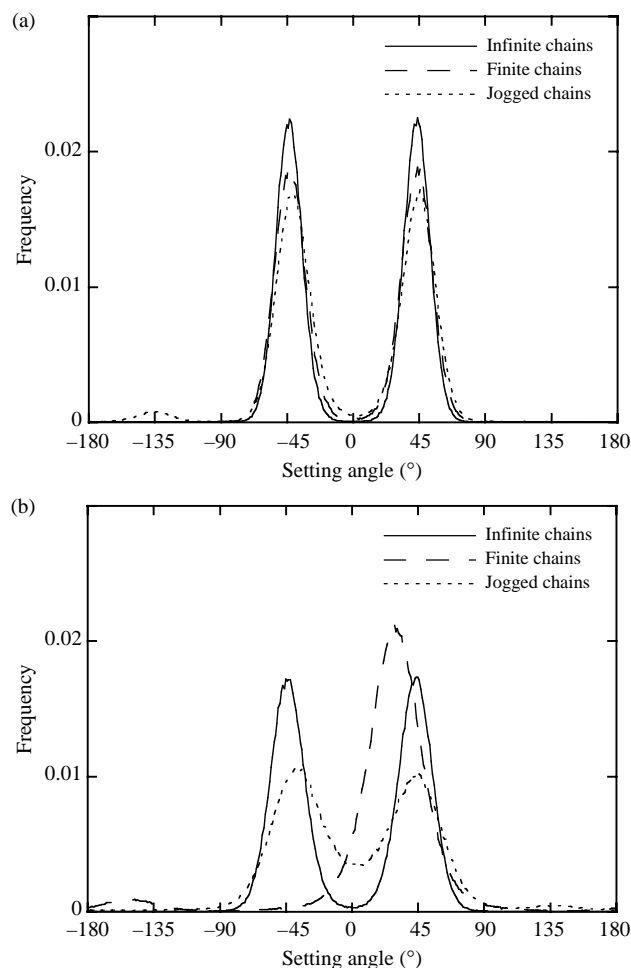 (a)
Infinite chains
Finite chains
Jogged chains
0.02
Frequency
0.01
0
–180 –135 –90 –45 0 45 90 135 180
Setting angle (°)
(b)
Infinite chains
Finite chains
Jogged chains
0.02
Frequency
0.01
0
–180 –135 –90 –45 0 45 90 135 180
Setting angle (°)